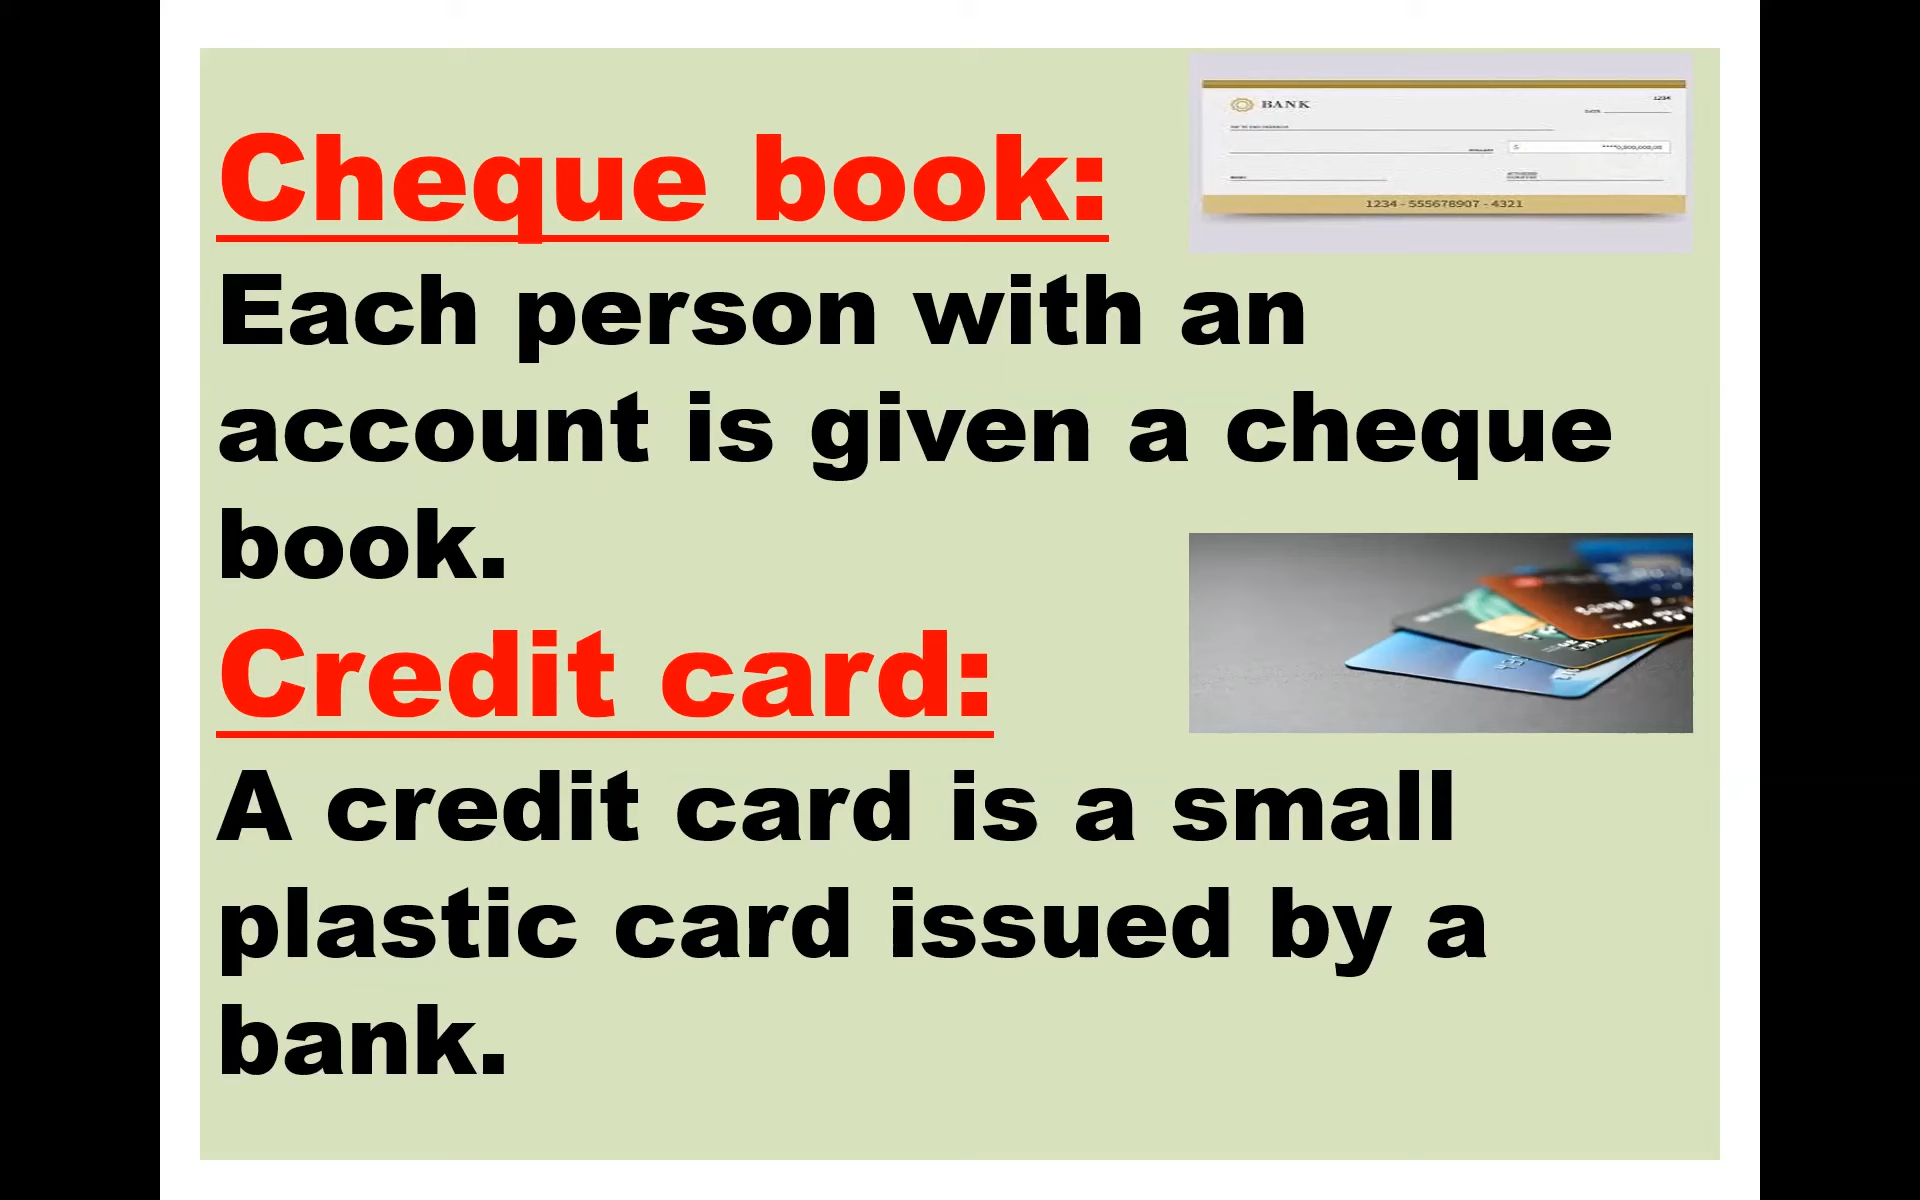 Cheque book:
BANK
1234
1234 - 555678907 - 4321
Each person with an
account is given a cheque
book.
Credit card:
A credit card is a small
plastic card issued by a
bank.